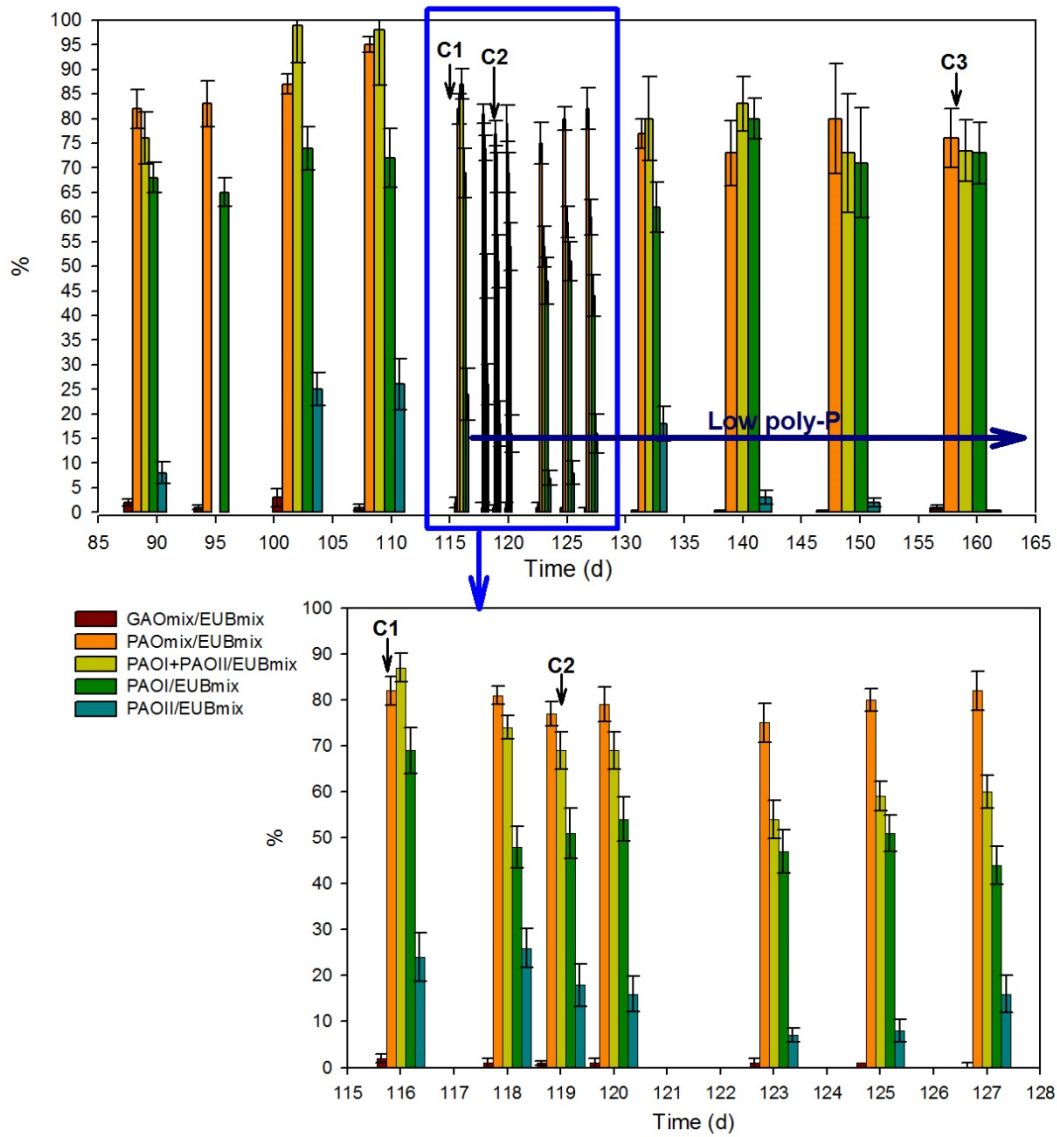 100
95
90
85
80
75
70
65
60
55
50
45
40
35
30
25
20
15
10
5
0
%
C1
C2
C3
Low poly-P
85 90 95 100 105 110 115 120 125 130 135 140 145 150 155 160 165
Time (d)
GAOmix/EUBmix
PAOmix/EUBmix
PAOI+PAOII/EUBmix
PAOI/EUBmix
PAOII/EUBmix
100
90
80
70
60
50
40
30
20
10
0
%
C1
C2
115 116 117 118 119 120 121 122 123 124 125 126 127 128
Time (d)